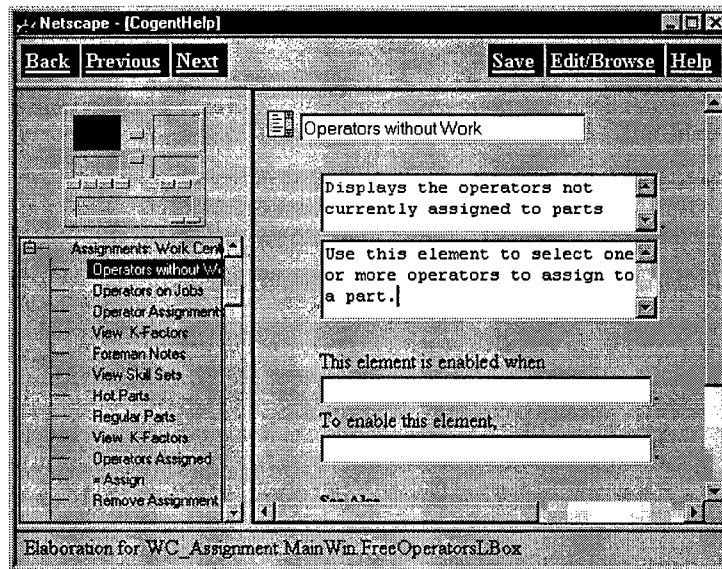 Netscape - [CogentHelp]
Back Previous Next Save Edit/Browse Help
Operators without Work
Displays the operators not
currently assigned to parts
.
Use this element to select one
or more operators to assign to
a part.
This element is enabled when
.
To enable this element,
.
See Also
Assignments: Work Cent
Operators without Wo
Operators on Jobs
Operator Assignments
View K-Factors
Foreman Notes
View Skill Sets
Hot Parts
Regular Parts
View K-Factors
Operators Assigned
« Assign
Remove Assignment
Elaboration for WC_Assignment.MainWin.FreeOperatorsLBox